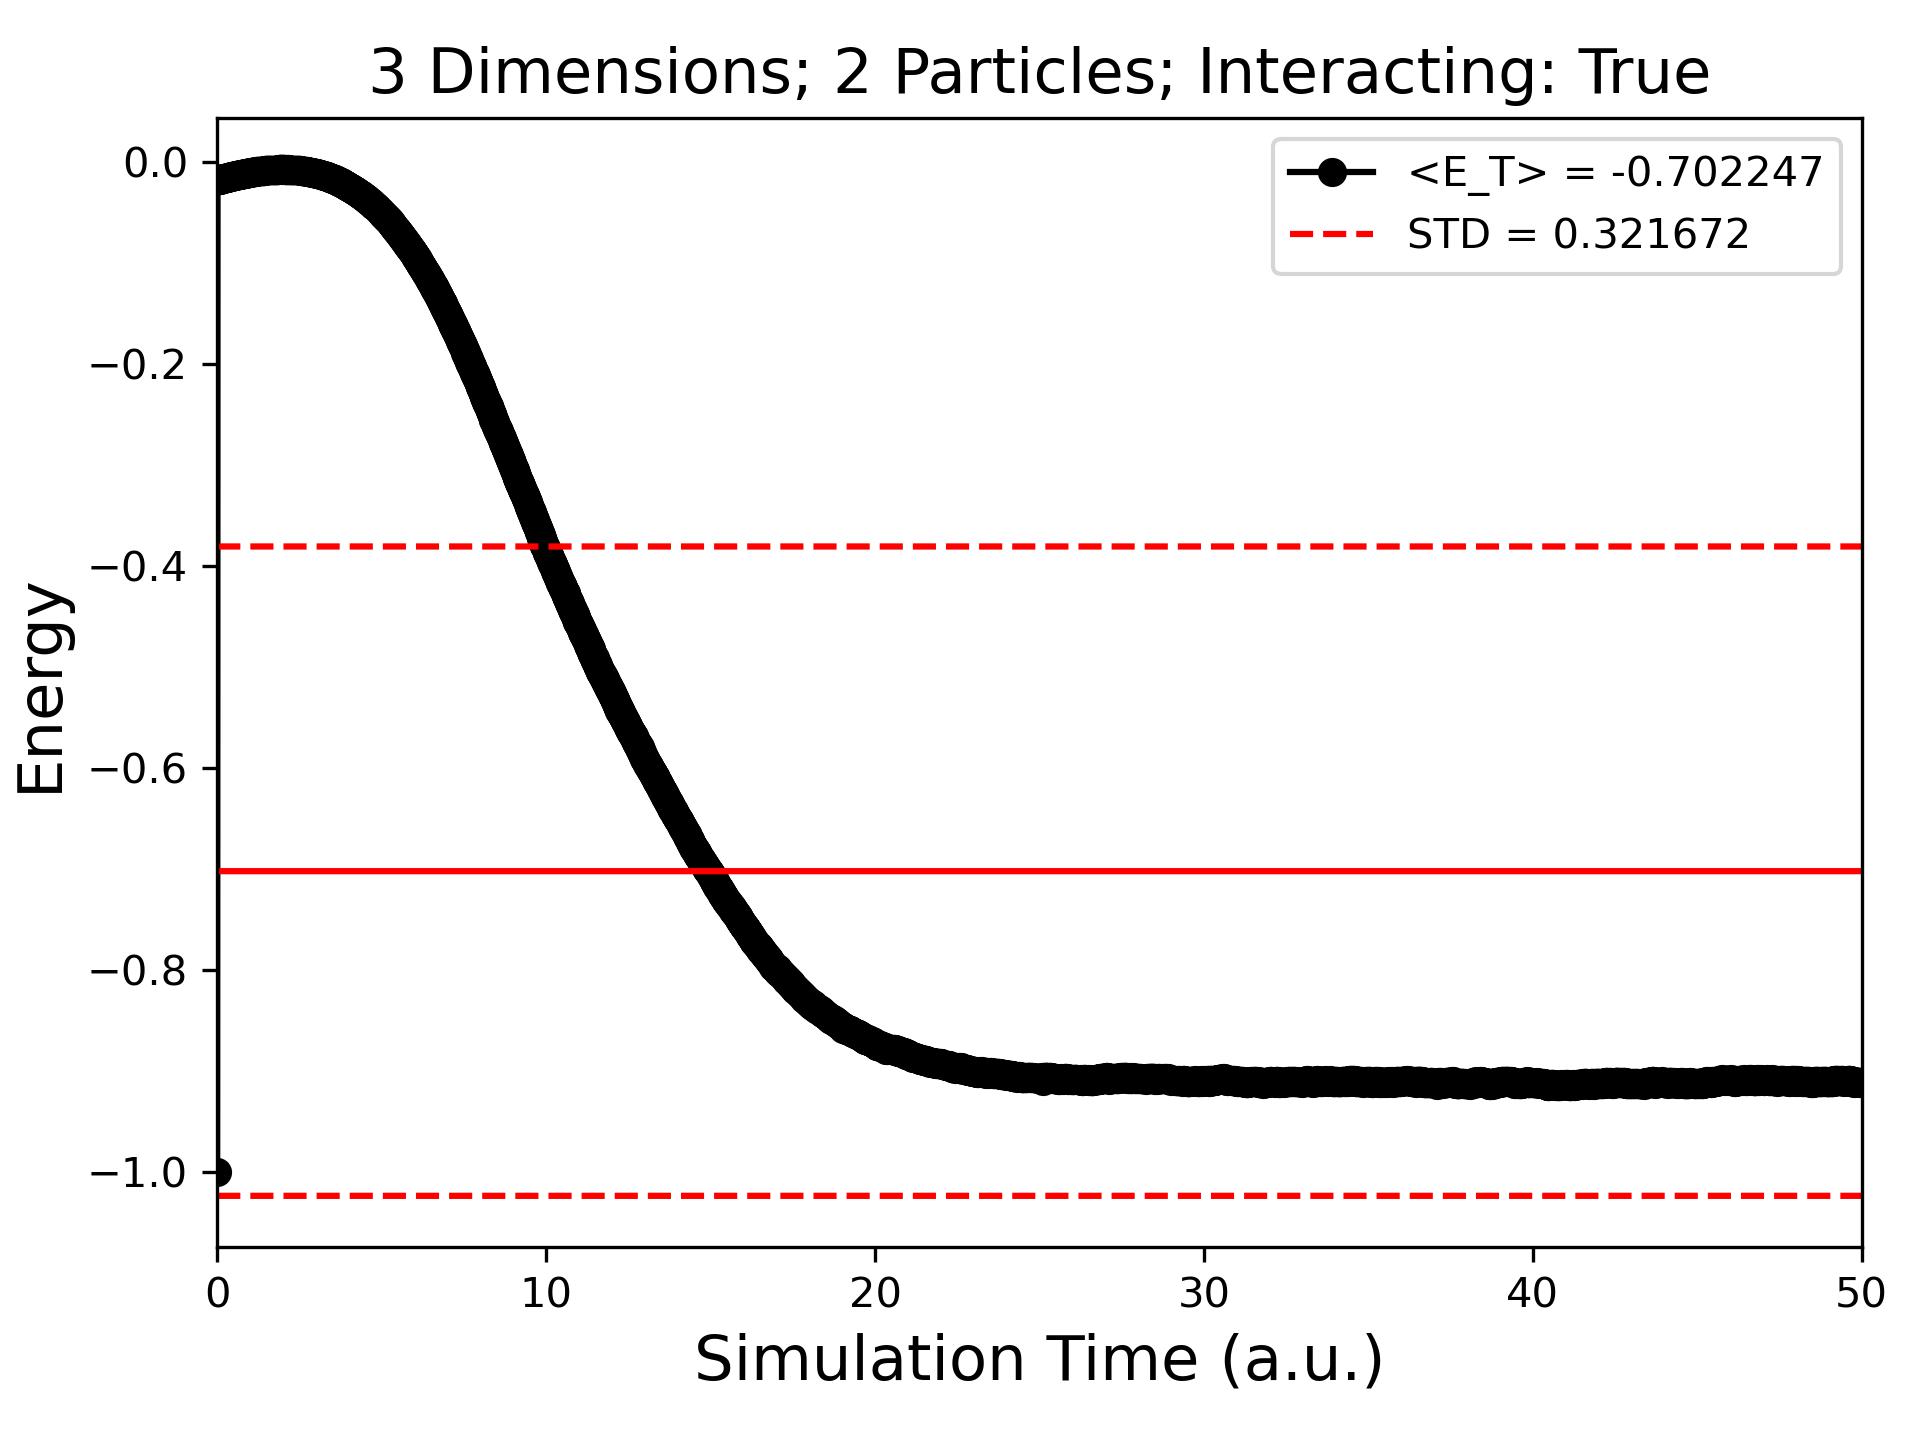 3 Dimensions; 2 Particles; Interacting: True
<E_T> = -0.702247
STD = 0.321672
Energy
0.0
−0.2
−0.4
−0.6
−0.8
−1.0
0 10 20 30 40 50
Simulation Time (a.u.)